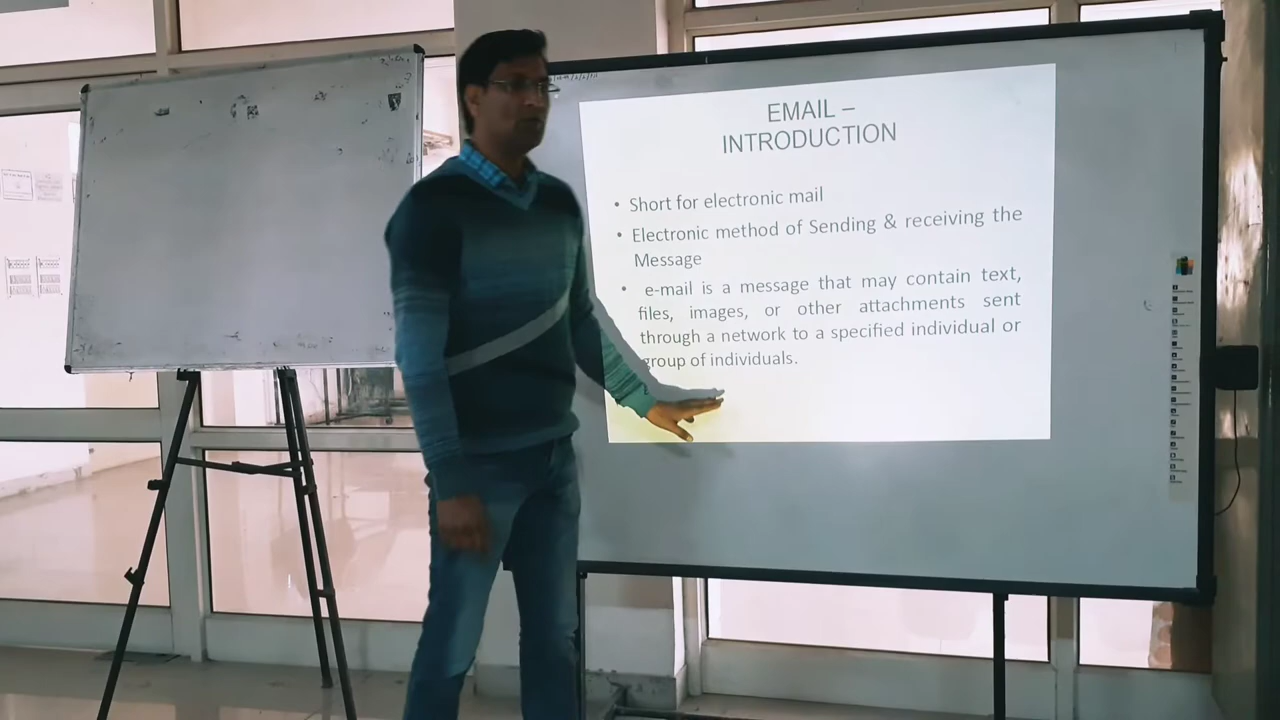 EMAIL –
INTRODUCTION
• Short for electronic mail
• Electronic method of Sending & receiving the
Message
• e-mail is a message that may contain text,
files, images, or other attachments sent
through a network to a specified individual or
group of individuals.